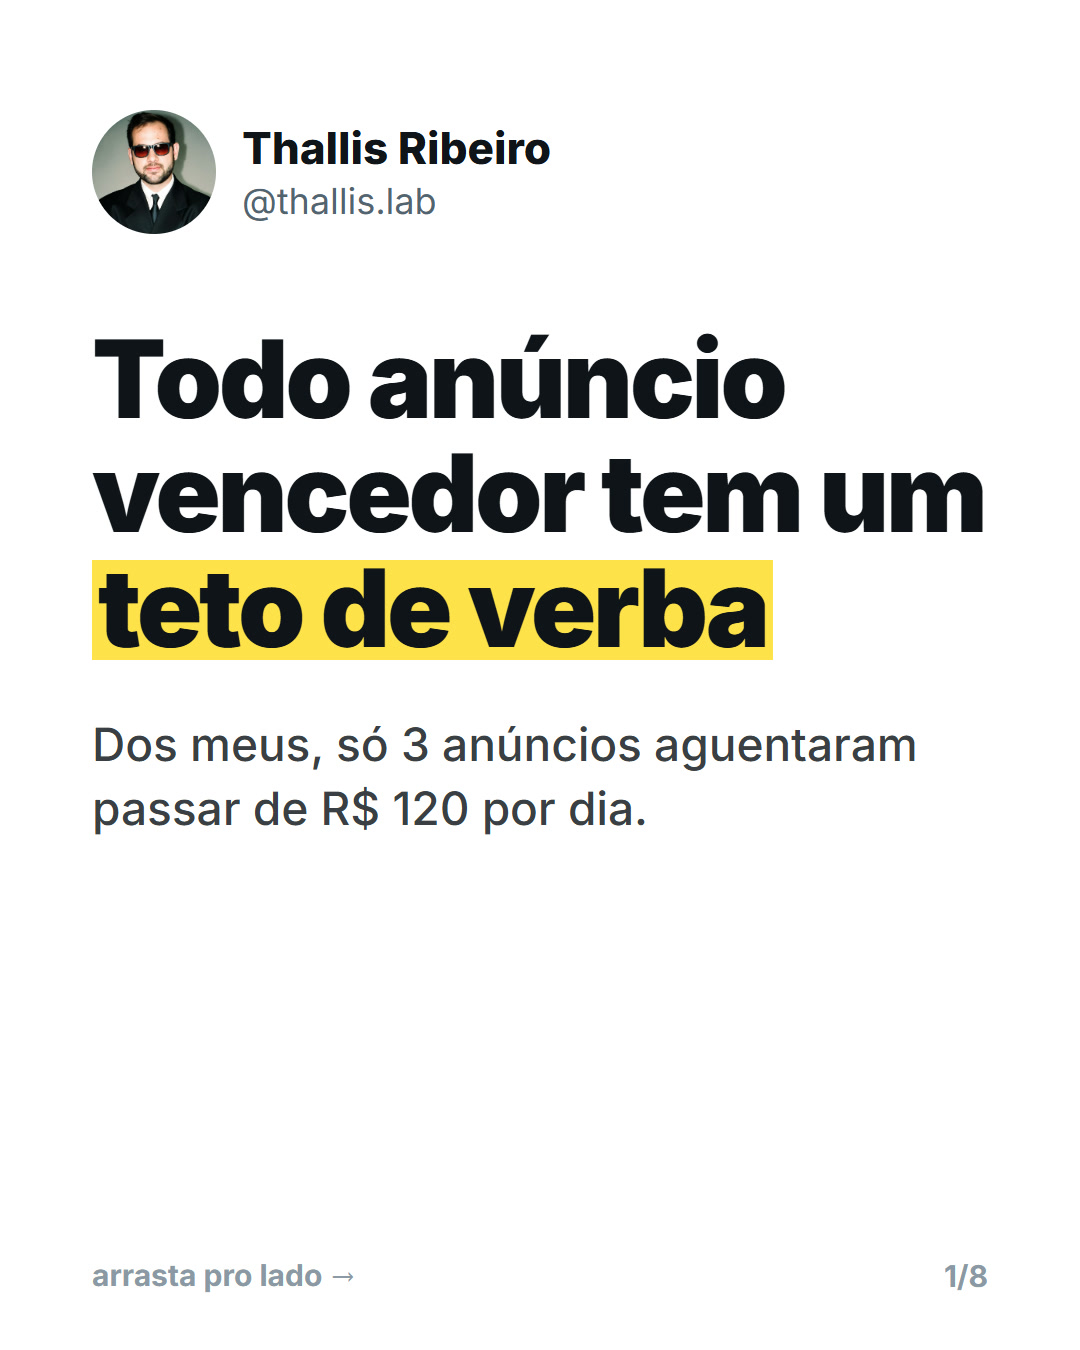 Thallis Ribeiro
@thallis.lab
Todo anúncio
vencedor tem um
teto de verba
Dos meus, só 3 anúncios aguentaram
passar de R$ 120 por dia.
arrasta pro lado →
1/8